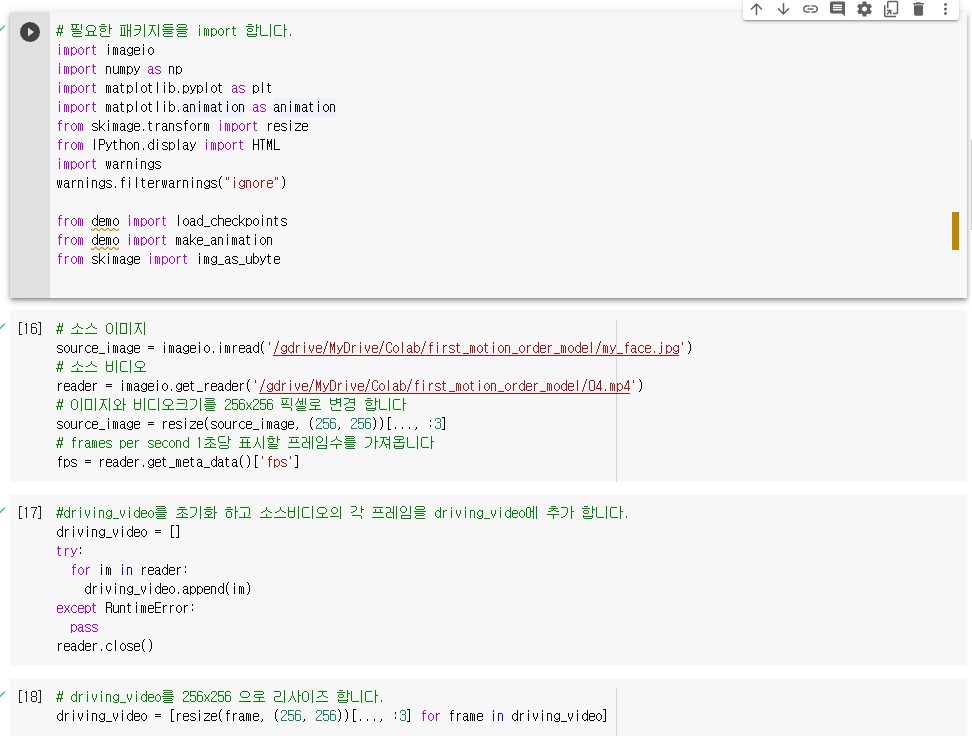 # 필요한 패키지들을 import 합니다.
import imageio
import numpy as np
import matplotlib.pyplot as plt
import matplotlib.animation as animation
from skimage.transform import resize
from IPython.display import HTML
import warnings
warnings.filterwarnings("ignore")
from demo import load_checkpoints
from demo import make_animation
from skimage import img_as_ubyte
[16] # 소스 이미지
source_image = imageio.imread('/gdrive/MyDrive/Colab/first_motion_order_model/my_face.jpg')
# 소스 비디오
reader = imageio.get_reader('/gdrive/MyDrive/Colab/first_motion_order_model/04.mp4')
# 이미지와 비디오크기를 256x256 픽셀로 변경 합니다
source_image = resize(source_image, (256, 256))[..., :3]
# frames per second 1초당 표시할 프레임수를 가져옵니다
fps = reader.get_meta_data()['fps']
[17] #driving_video를 초기화 하고 소스비디오의 각 프레임을 driving_video에 추가 합니다.
driving_video = []
try:
  for im in reader:
    driving_video.append(im)
except RuntimeError:
  pass
reader.close()
[18] # driving_video를 256x256 으로 리사이즈 합니다.
driving_video = [resize(frame, (256, 256))[..., :3] for frame in driving_video]